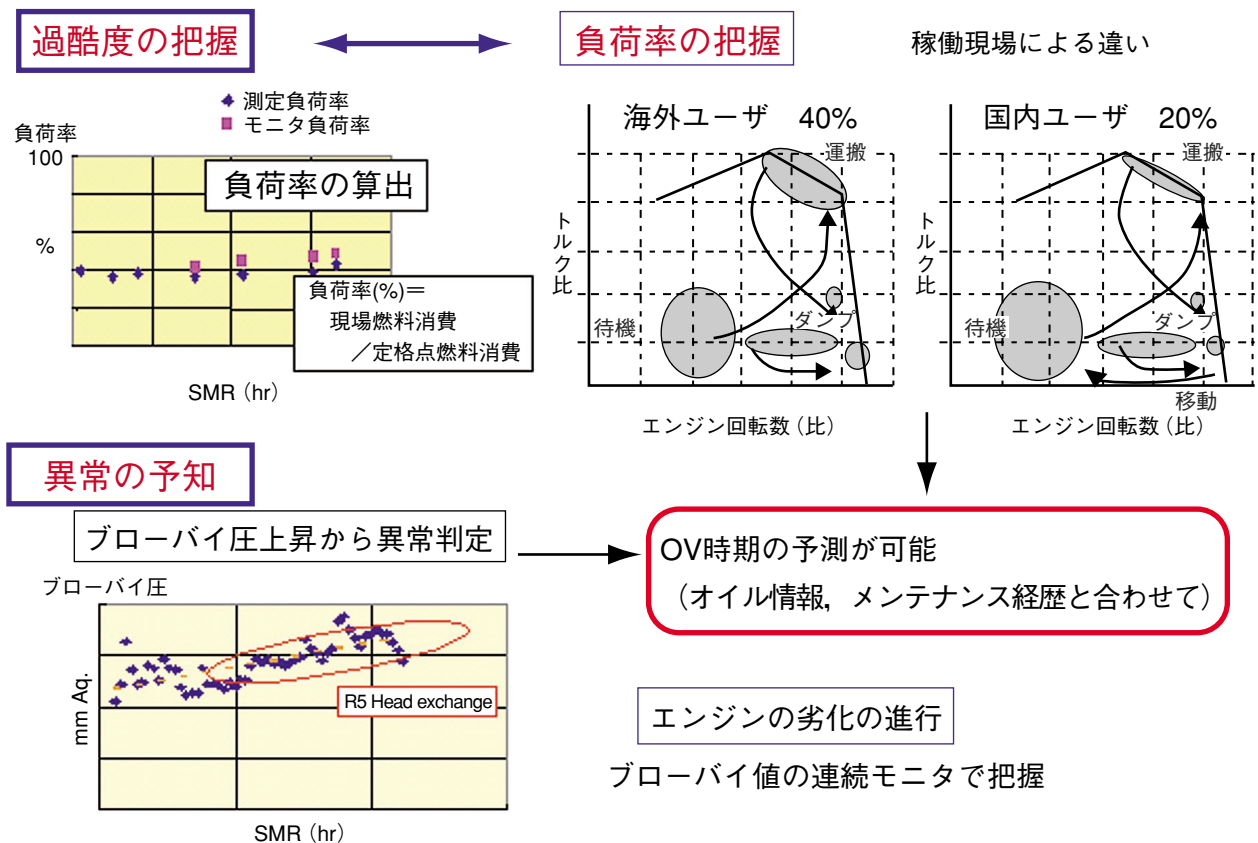 過酷度の把握
負荷率の把握
稼働現場による違い
測定負荷率
モニタ負荷率
負荷率
100
%
負荷率の算出
負荷率(%)＝
現場燃料消費
／定格点燃料消費
SMR（hr）
海外ユーザ 40%
運搬
トルク比
待機
ダンプ
エンジン回転数（比）
国内ユーザ 20%
運搬
トルク比
待機
ダンプ
移動
エンジン回転数（比）
異常の予知
ブローバイ圧上昇から異常判定
ブローバイ圧
mm Aq.
R5 Head exchange
SMR（hr）
OV時期の予測が可能
（オイル情報，メンテナンス経歴と合わせて）
エンジンの劣化の進行
ブローバイ値の連続モニタで把握